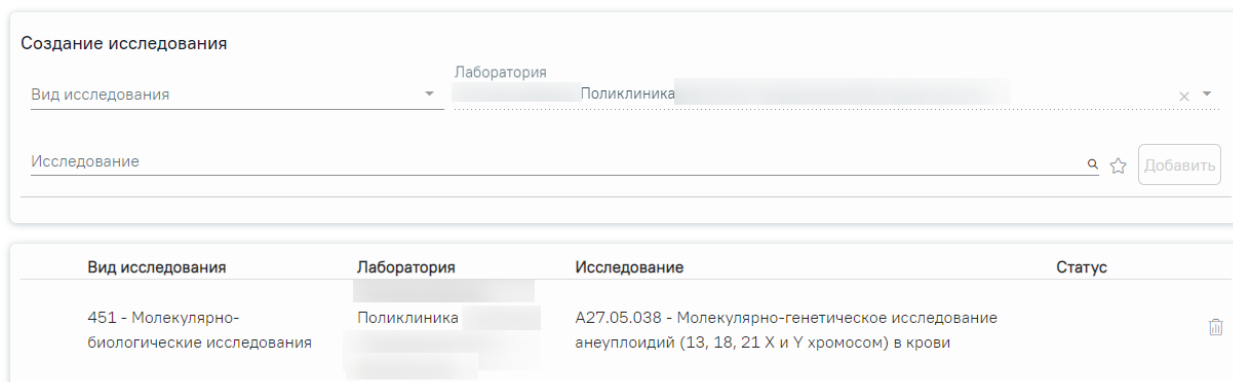 Создание исследования
Лаборатория
Вид исследования
Поликлиника
Исследование
Добавить
Вид исследования Лаборатория Исследование Статус
451 - Молекулярно- Поликлиника A27.05.038 - Молекулярно-генетическое исследование
биологические исследования анеуплоидий (13, 18, 21 X и Y хромосом) в крови